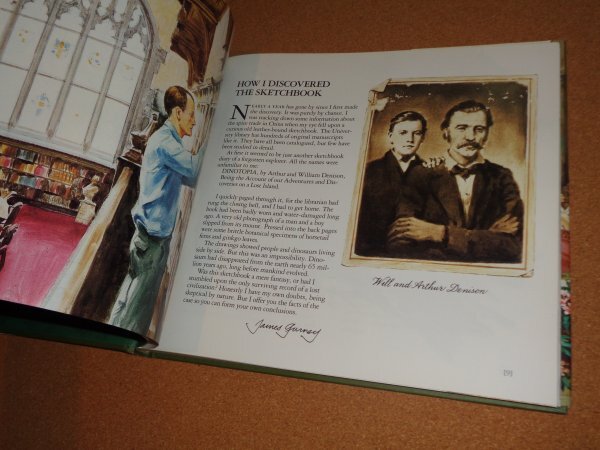 HOW I DISCOVERED
THE SKETCHBOOK
NEARLY A YEAR has gone by since I first made
the discovery. It was purely by chance. I
was tracking down some information about
the spice trade in China when my eye fell upon a
curious old leather-bound sketchbook. The Univer-
sity library has hundreds of original manuscripts
like it. They have all been catalogued, but few have
been studied in detail.
At first it seemed to be just another sketchbook
diary of a forgotten explorer. All the names were
unfamiliar to me.
DINOTOPIA, by Arthur and William Denison,
Being the Account of our Adventures and Dis-
coveries on a Lost Island.
I quickly paged through it, for the librarian had
rung the closing bell, and I had to get home. The
book had been badly worn and water-damaged long
ago. A very old photograph of a man and a boy
slipped from its mount. Pressed into the back pages
were some brittle botanical specimens of horsetail
ferns and ginkgo leaves.
The drawings showed people and dinosaurs living
side by side. But this was an impossibility. Dino-
saurs had disappeared from the earth nearly 65 mil-
lion years ago, long before mankind evolved.
Was this sketchbook a mere fantasy, or had I
stumbled upon the only surviving record of a lost
civilization? Honestly I have my own doubts, being
skeptical by nature. But I offer you the facts of the
case so you can form your own conclusions.
James Gurney
Will and Arthur Denison
[9]